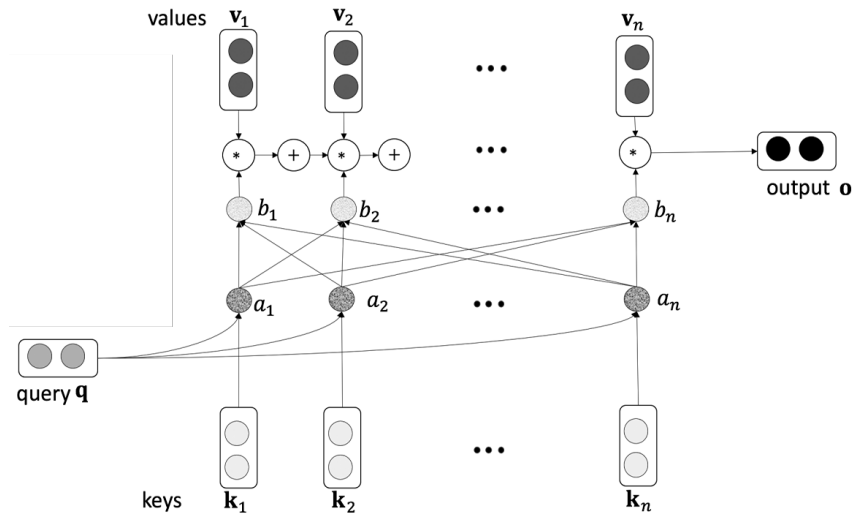 values v₁ v₂ vₙ
* + * + *
output o
b₁ b₂ bₙ
a₁ a₂ aₙ
query q
keys k₁ k₂ kₙ